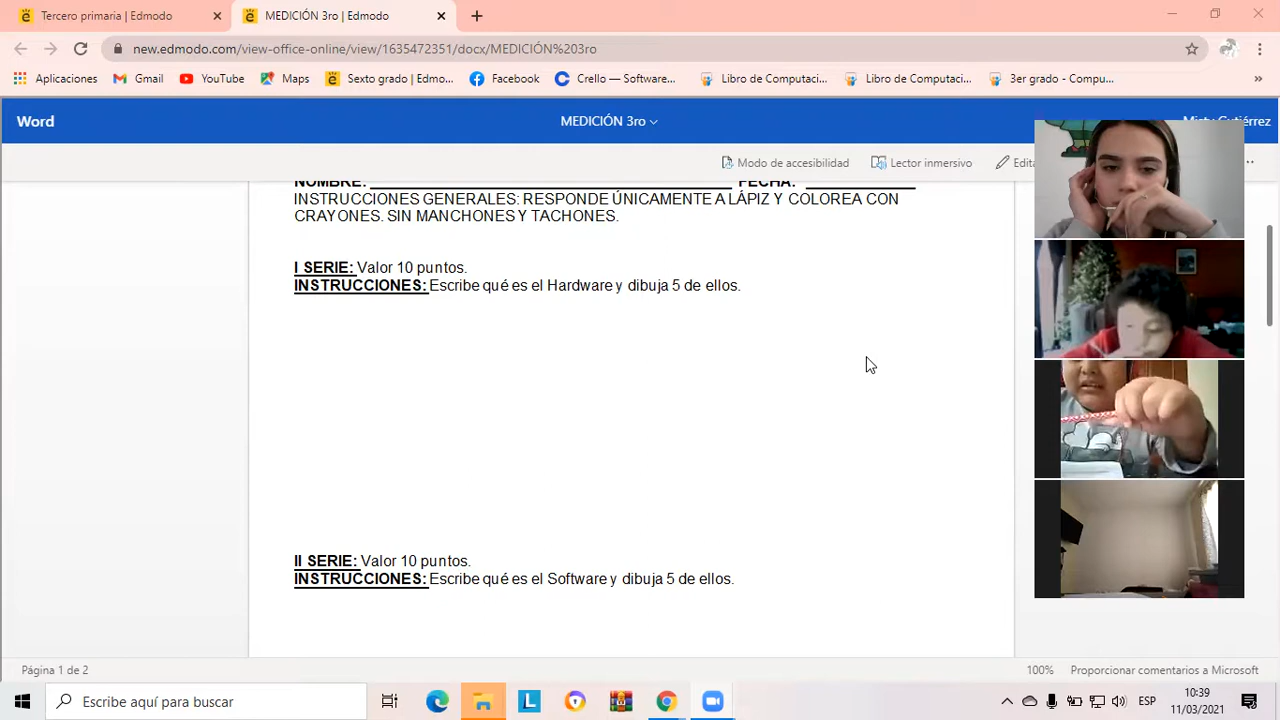 Tercero primaria | Edmodo
MEDICIÓN 3ro | Edmodo
new.edmodo.com/view-office-online/view/1635472351/docx/MEDICIÓN%203ro
Aplicaciones
Gmail
YouTube
Maps
Sexto grado | Edmo...
Facebook
Crello — Software...
Libro de Computaci...
Libro de Computaci...
3er grado - Compu...
»
Word
MEDICIÓN 3ro
Misty Gutiérrez
Modo de accesibilidad
Lector inmersivo
Edita
NOMBRE: FECHA:
INSTRUCCIONES GENERALES: RESPONDE ÚNICAMENTE A LÁPIZ Y COLOREA CON
CRAYONES. SIN MANCHONES Y TACHONES.
I SERIE: Valor 10 puntos.
INSTRUCCIONES: Escribe qué es el Hardware y dibuja 5 de ellos.
II SERIE: Valor 10 puntos.
INSTRUCCIONES: Escribe qué es el Software y dibuja 5 de ellos.
Página 1 de 2
100%
Proporcionar comentarios a Microsoft
Escribe aquí para buscar
ESP
10:39
11/03/2021